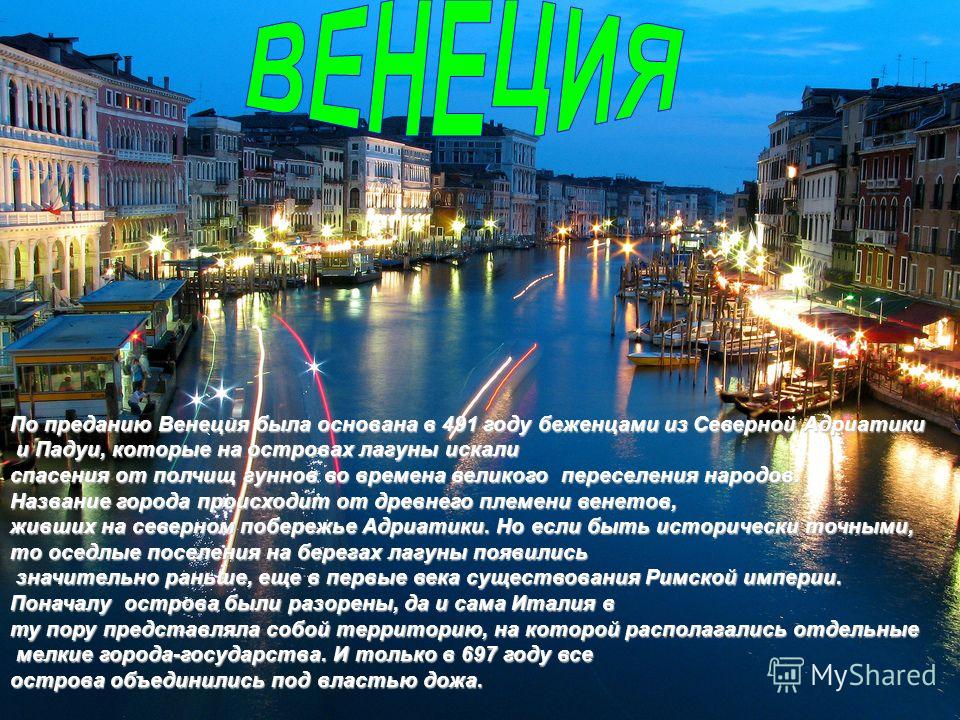 ВЕНЕЦИЯ
По преданию Венеция была основана в 491 году беженцами из Северной Адриатики
и Падуи, которые на островах лагуны искали
спасения от полчищ гуннов во времена великого переселения народов.
Название города происходит от древнего племени венетов,
живших на северном побережье Адриатики. Но если быть исторически точными,
то оседлые поселения на берегах лагуны появились
значительно раньше, еще в первые века существования Римской империи.
Поначалу острова были разорены, да и сама Италия в
ту пору представляла собой территорию, на которой располагались отдельные
мелкие города-государства. И только в 697 году все
острова объединились под властью дожа.
MyShared